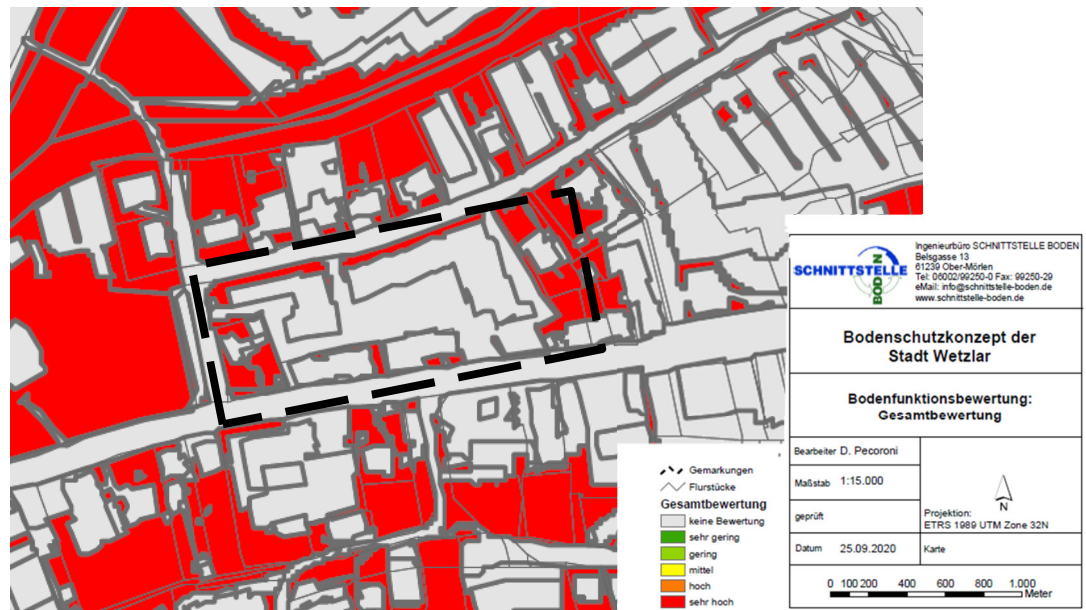 SCHNITTSTELLE
BODEN
Ingenieurbüro SCHNITTSTELLE BODEN
Belsgasse 13
61239 Ober-Mörlen
Tel: 06002/99250-0 Fax: 99250-29
eMail: info@schnittstelle-boden.de
www.schnittstelle-boden.de
Bodenschutzkonzept der
Stadt Wetzlar
Bodenfunktionsbewertung:
Gesamtbewertung
Bearbeiter D. Pecoroni
Maßstab 1:15.000
geprüft
N
Projektion:
ETRS 1989 UTM Zone 32N
Datum 25.09.2020 Karte
0 100 200 400 600 800 1.000
Meter
Gemarkungen
Flurstücke
Gesamtbewertung
keine Bewertung
sehr gering
gering
mittel
hoch
sehr hoch